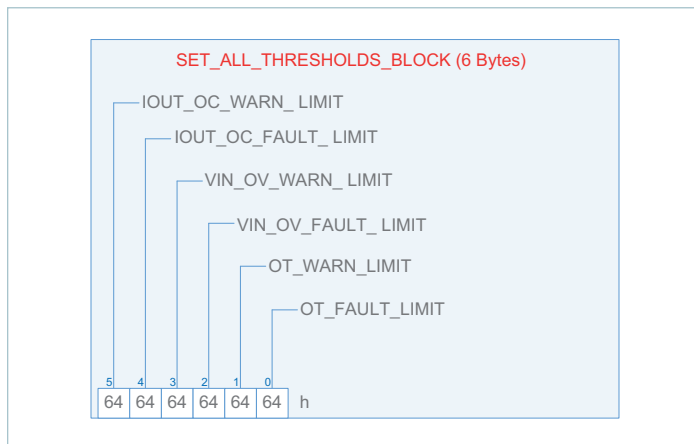 SET_ALL_THRESHOLDS_BLOCK (6 Bytes)
IOUT_OC_WARN_ LIMIT
IOUT_OC_FAULT_ LIMIT
VIN_OV_WARN_ LIMIT
VIN_OV_FAULT_ LIMIT
OT_WARN_LIMIT
OT_FAULT_LIMIT
5 4 3 2 1 0
64 64 64 64 64 64 h